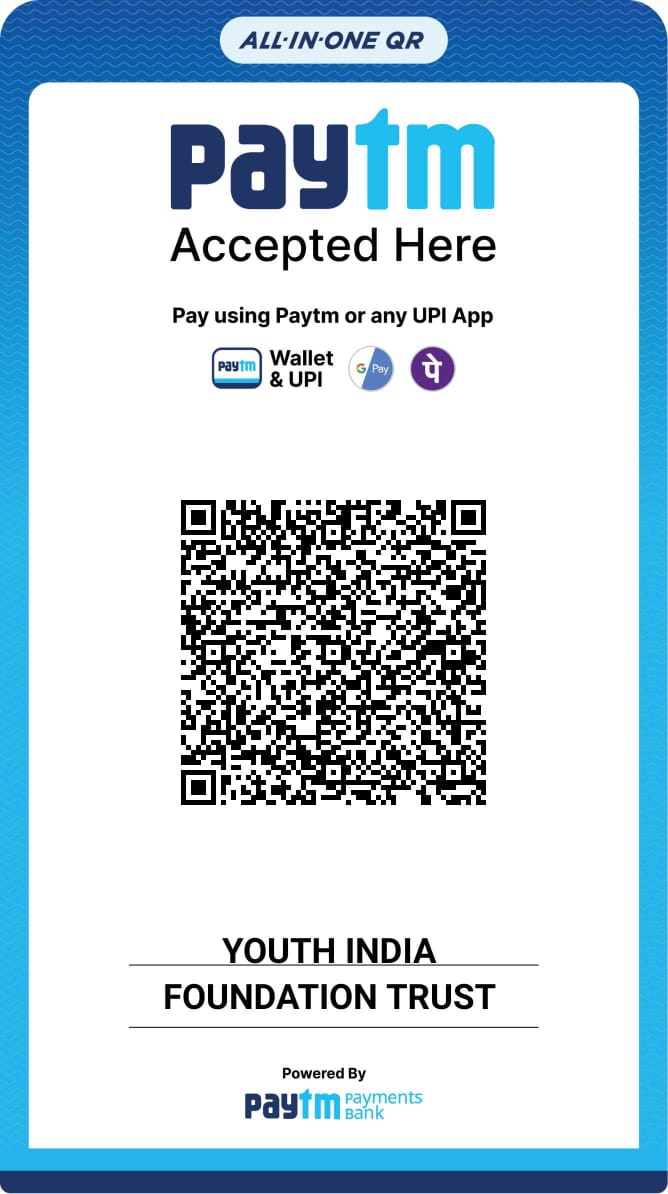 ALL-IN-ONE QR
paytm
Accepted Here
Pay using Paytm or any UPI App
paytm Wallet & UPI G Pay पे
YOUTH INDIA
FOUNDATION TRUST
Powered By
paytm payments Bank